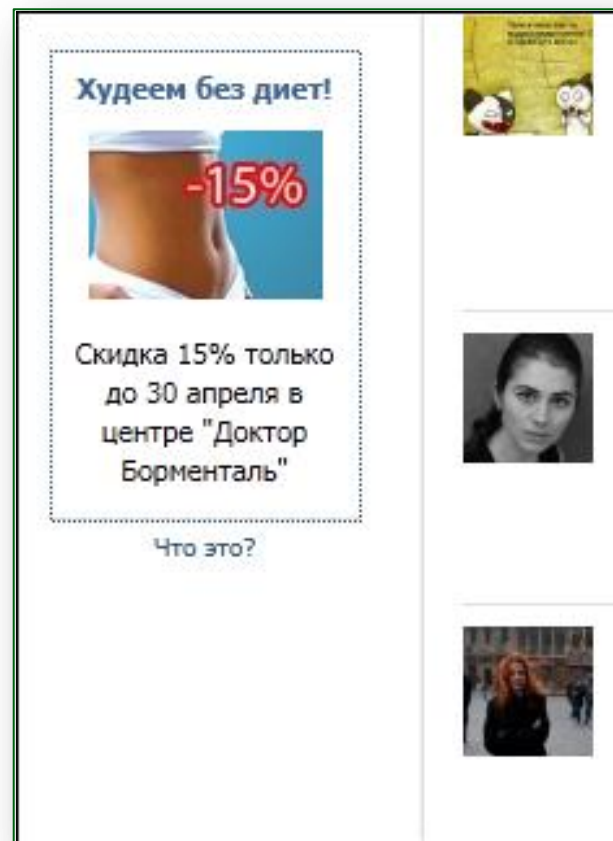 Худеем без диет!
-15%
Скидка 15% только
до 30 апреля в
центре "Доктор
Борменталь"
Что это?